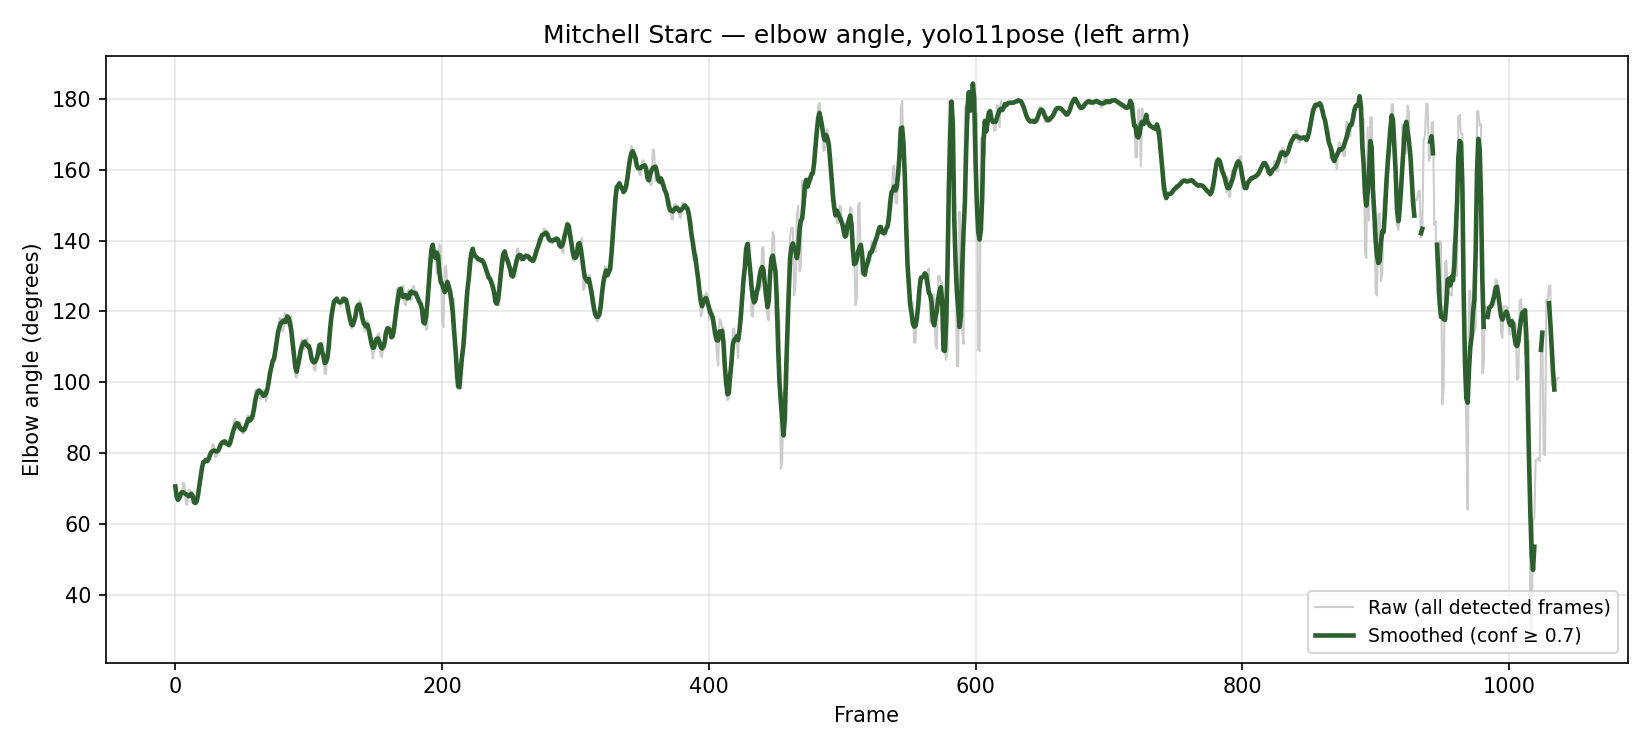 Mitchell Starc — elbow angle, yolo11pose (left arm)
Elbow angle (degrees)
180
160
140
120
100
80
60
40
Raw (all detected frames)
Smoothed (conf ≥ 0.7)
0 200 400 600 800 1000
Frame